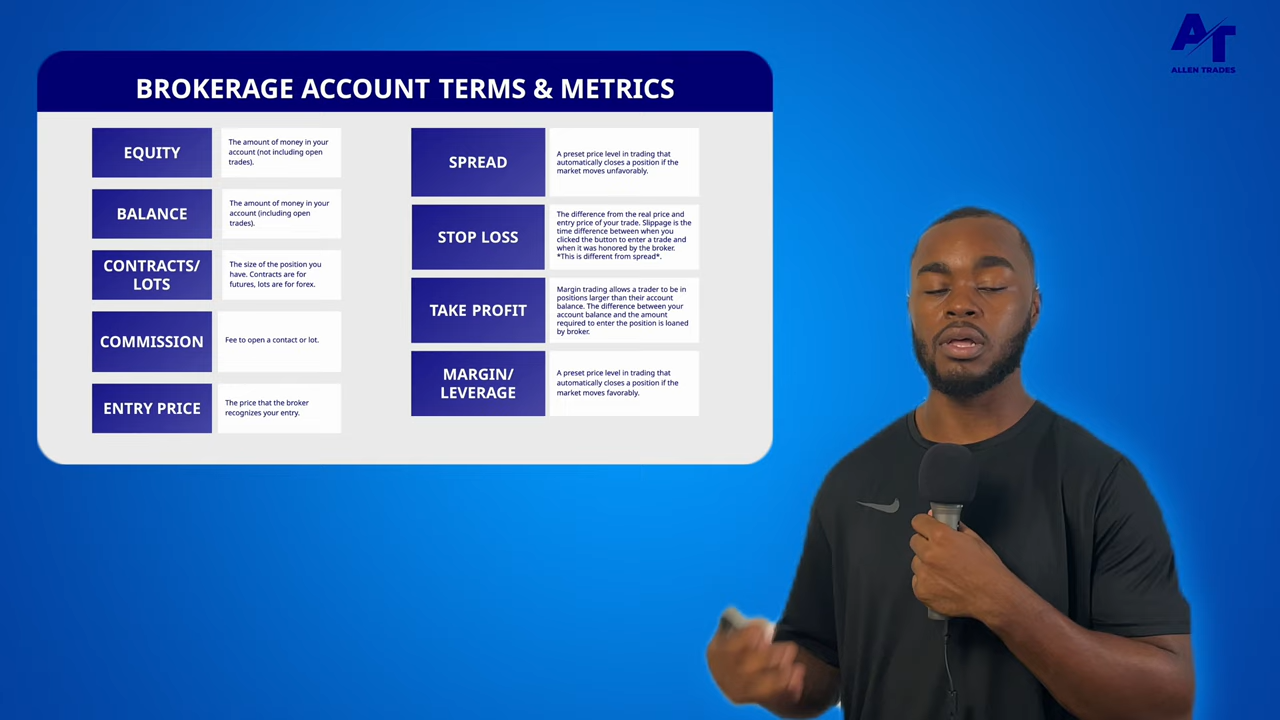 AT
ALLEN TRADES
BROKERAGE ACCOUNT TERMS & METRICS
EQUITY
The amount of money in your
account (not including open
trades).
BALANCE
The amount of money in your
account (including open
trades).
CONTRACTS/
LOTS
The size of the position you
have. Contracts are for
futures, lots are for forex.
COMMISSION
Fee to open a contact or lot.
ENTRY PRICE
The price that the broker
recognizes your entry.
SPREAD
A preset price level in trading that
automatically closes a position if the
market moves unfavorably.
STOP LOSS
The difference from the real price and
entry price of your trade. Slippage is the
time difference between when you
clicked the button to enter a trade and
when it was honored by the broker.
*This is different from spread*.
TAKE PROFIT
Margin trading allows a trader to be in
positions larger than their account
balance. The difference between your
account balance and the amount
required to enter the position is loaned
by broker.
MARGIN/
LEVERAGE
A preset price level in trading that
automatically closes a position if the
market moves favorably.